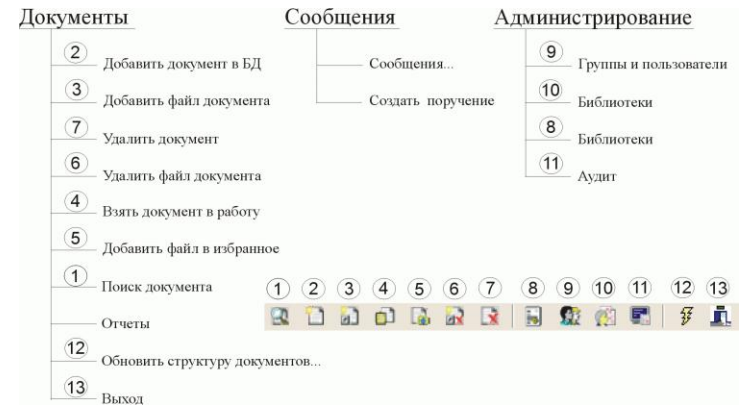 Документы
2
Добавить документ в БД
3
Добавить файл документа
7
Удалить документ
6
Удалить файл документа
4
Взять документ в работу
5
Добавить файл в избранное
1
Поиск документа
Отчеты
12
Обновить структуру документов...
13
Выход
Сообщения
Сообщения...
Создать поручение
Администрирование
9
Группы и пользователи
10
Библиотеки
8
Библиотеки
11
Аудит
1 2 3 4 5 6 7 8 9 10 11 12 13